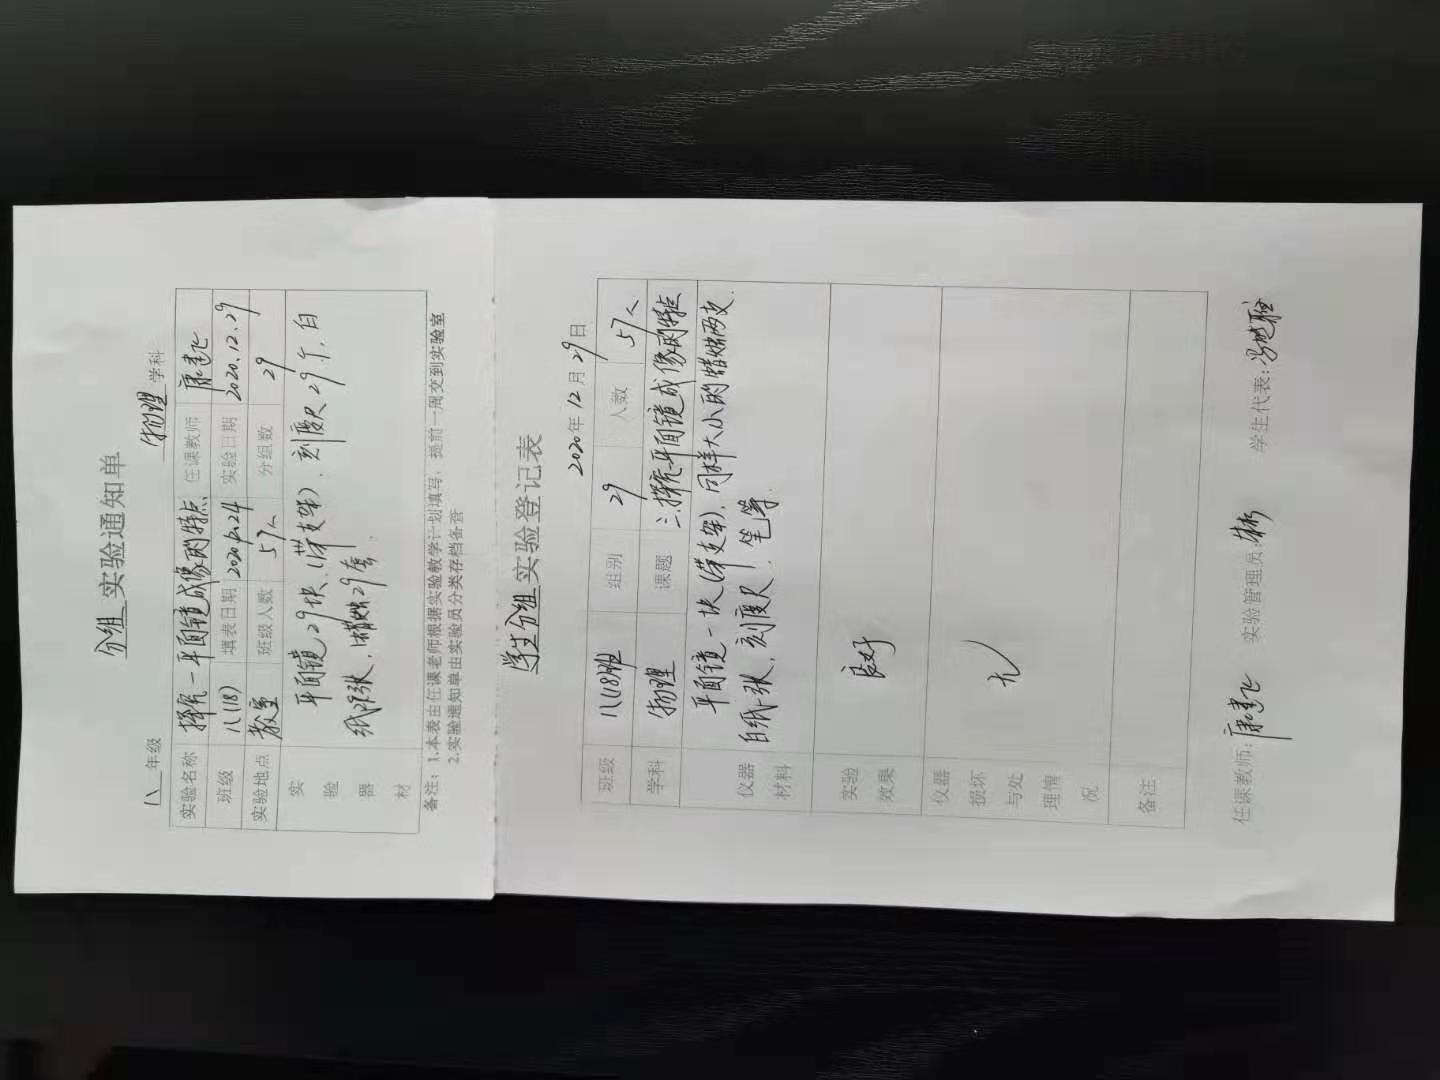 分组 实验通知单
八 年级 物理 学科
实验名称 探究—平面镜成像的特点 任课教师 康建飞
班级 八(18) 填表日期 2020.12.24 实验日期 2020.12.29
实验地点 教室 班级人数 57人 分组数 29
实验器材 平面镜29块(带支架)、刻度尺29个,白
纸 张,蜡烛29套.
备注:1.本表由任课老师根据实验教学计划填写,提前一周交到实验室
2.实验通知单由实验员分类存档备查
学生分组 实验登记表
2020年12月29日
班级 八(18)班 组别 29 人数 57人
学科 物理 课题 探究平面镜成像的特点
仪器材料 平面镜一块(带支架),同样大小的蜡烛两支.
白纸一张,刻度尺.笔等.
实验效果 良好
仪器损坏与处理情况 无
备注
任课教师:康建飞 实验管理员: 学生代表: